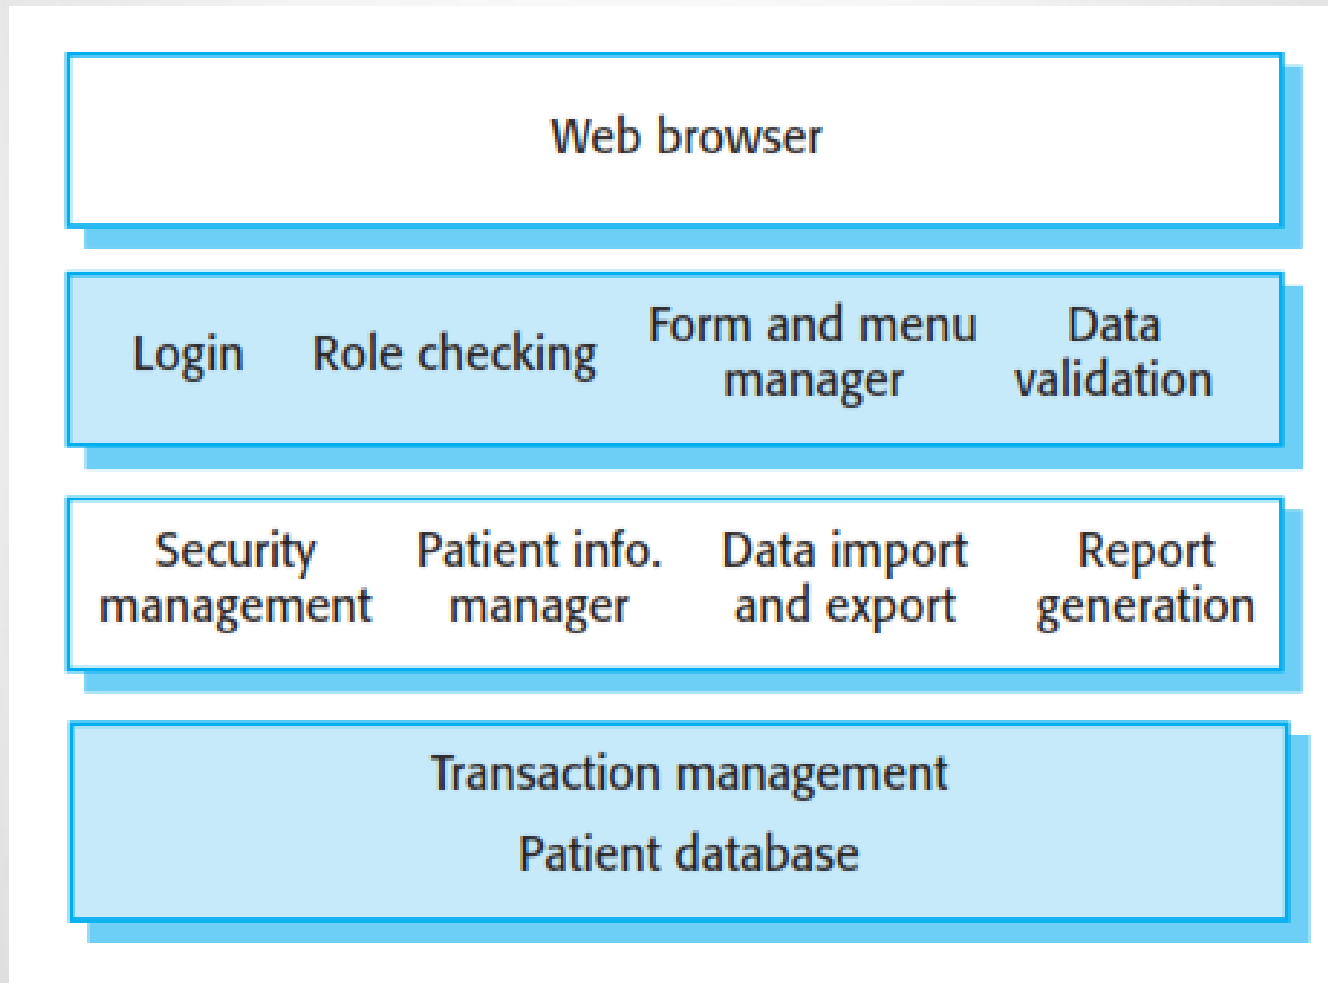 Web browser
Login
Role checking
Form and menu
manager
Data
validation
Security
management
Patient info.
manager
Data import
and export
Report
generation
Transaction management
Patient database